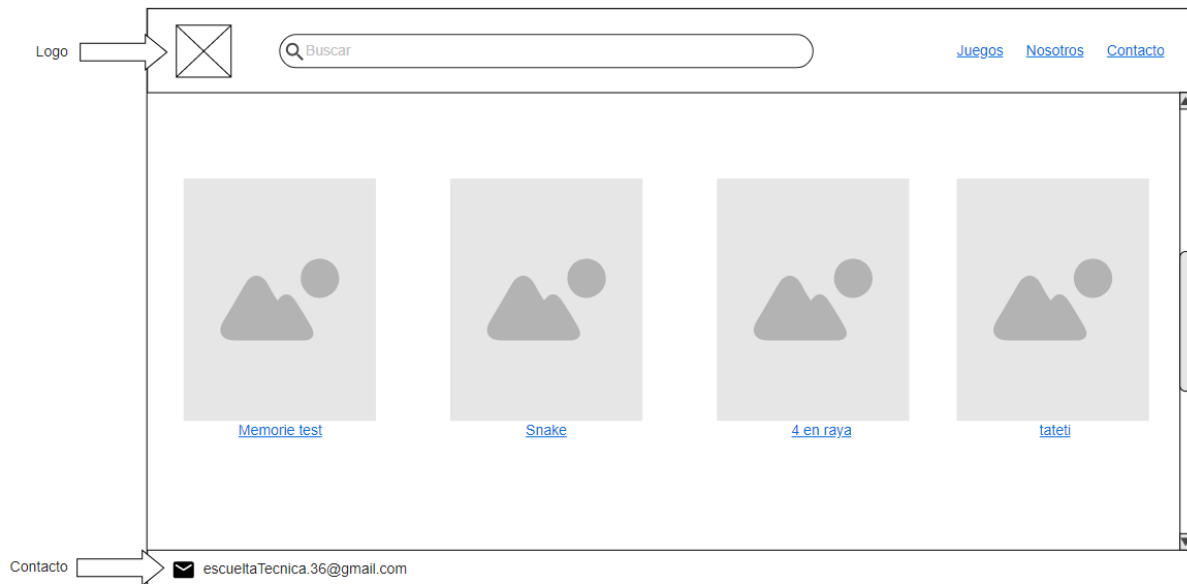 Logo
Buscar
Juegos Nosotros Contacto
Memorie test Snake 4 en raya tateti
Contacto
escueltaTecnica.36@gmail.com